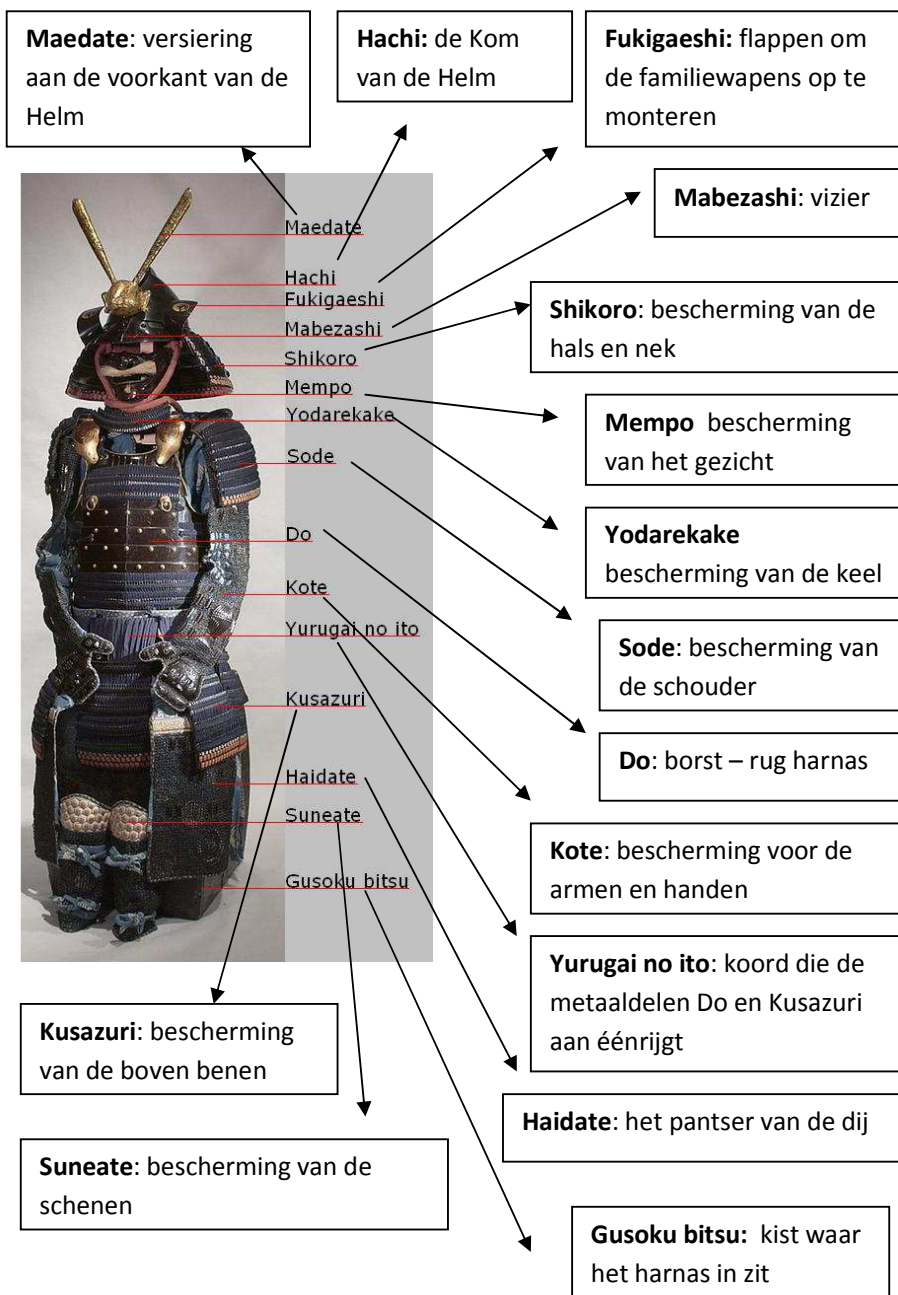 Maedate: versiering
aan de voorkant van de
Helm
Hachi: de Kom
van de Helm
Fukigaeshi: flappen om
de familiewapens op te
monteren
Mabezashi: vizier
Shikoro: bescherming van de
hals en nek
Mempo bescherming
van het gezicht
Yodarekake
bescherming van de keel
Sode: bescherming van
de schouder
Do: borst – rug harnas
Kote: bescherming voor de
armen en handen
Yurugai no ito: koord die de
metaaldelen Do en Kusazuri
aan éénrijgt
Haidate: het pantser van de dij
Gusoku bitsu: kist waar
het harnas in zit
Kusazuri: bescherming
van de boven benen
Suneate: bescherming van de
schenen
Maedate
Hachi
Fukigaeshi
Mabezashi
Shikoro
Mempo
Yodarekake
Sode
Do
Kote
Yurugai no ito
Kusazuri
Haidate
Suneate
Gusoku bitsu